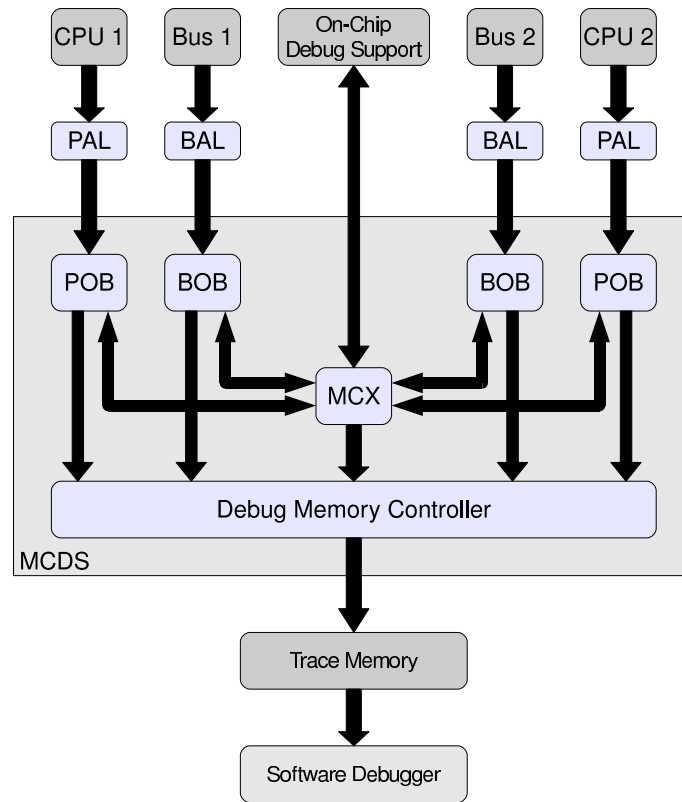 CPU 1
Bus 1
On-Chip
Debug Support
Bus 2
CPU 2
PAL
BAL
BAL
PAL
POB
BOB
BOB
POB
MCX
Debug Memory Controller
MCDS
Trace Memory
Software Debugger